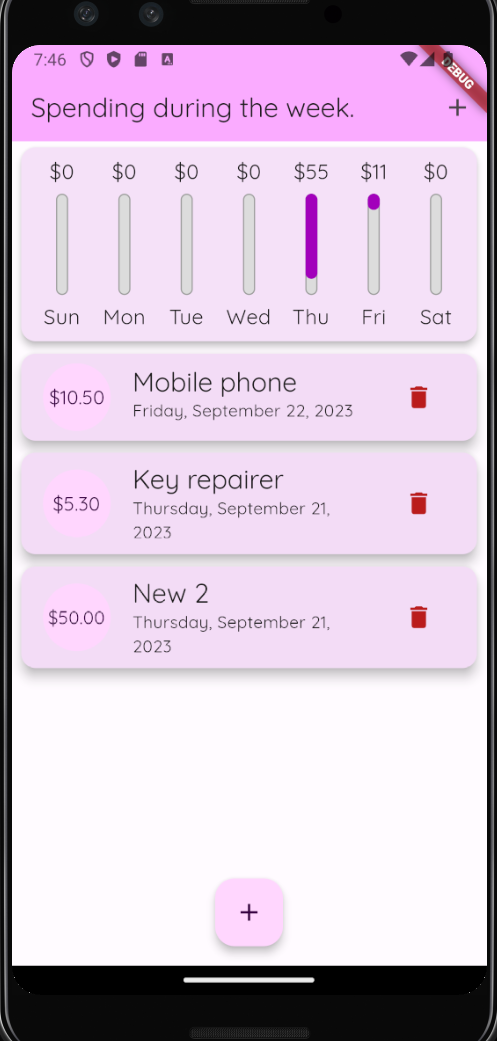 7:46
DEBUG
Spending during the week.
+
$0 $0 $0 $0 $55 $11 $0
Sun Mon Tue Wed Thu Fri Sat
$10.50
Mobile phone
Friday, September 22, 2023
$5.30
Key repairer
Thursday, September 21,
2023
$50.00
New 2
Thursday, September 21,
2023
+